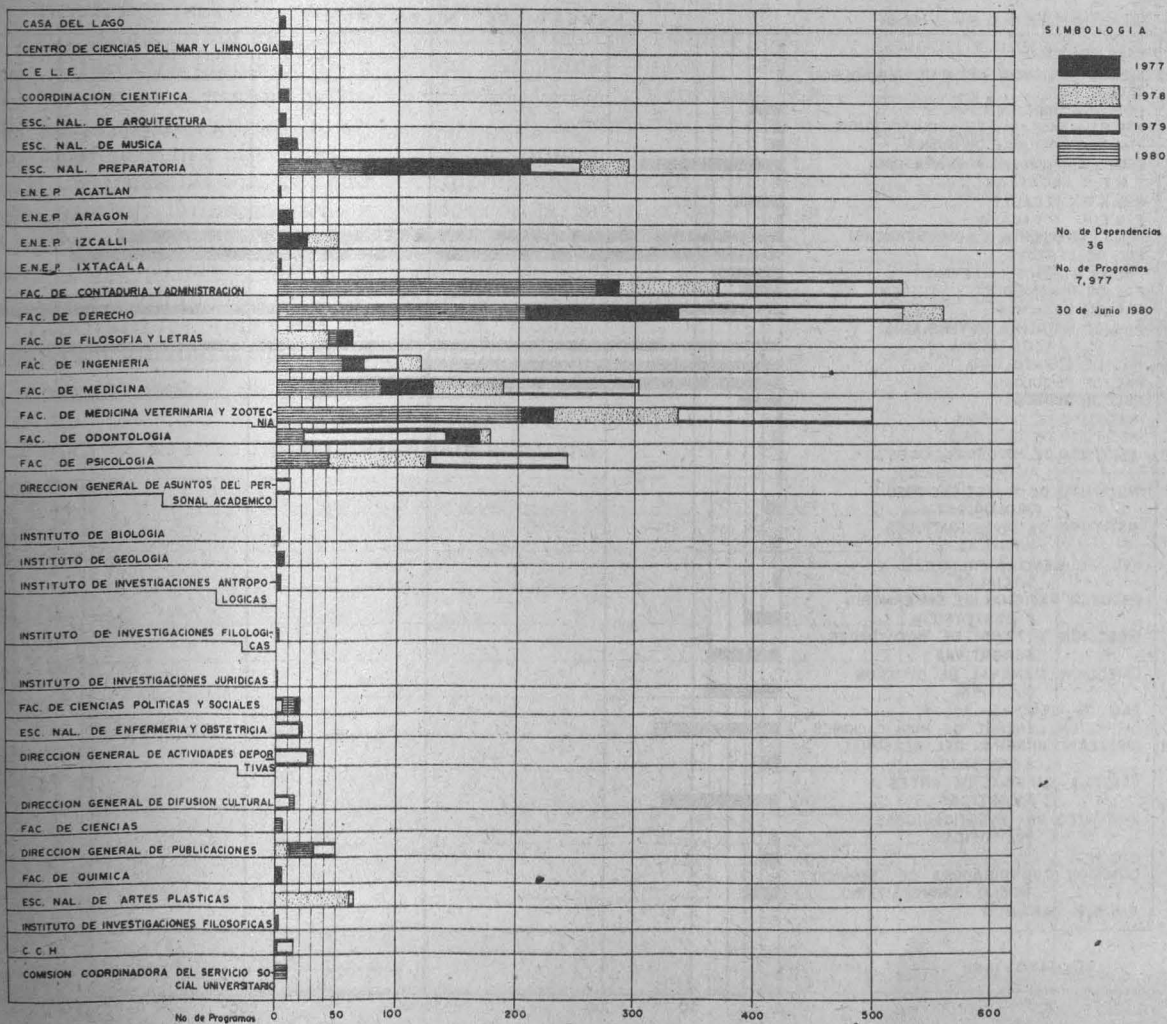 CASA DEL LAGO
CENTRO DE CIENCIAS DEL MAR Y LIMNOLOGIA
C E L E
COORDINACION CIENTIFICA
ESC. NAL. DE ARQUITECTURA
ESC. NAL. DE MUSICA
ESC. NAL. PREPARATORIA
E.N.E.P. ACATLAN
E.N.E.P. ARAGON
E.N.E.P. IZCALLI
E.N.E.P. IXTACALA
FAC. DE CONTADURIA Y ADMINISTRACION
FAC. DE DERECHO
FAC. DE FILOSOFIA Y LETRAS
FAC. DE INGENIERIA
FAC. DE MEDICINA
FAC. DE MEDICINA VETERINARIA Y ZOOTEC-
NIA
FAC. DE ODONTOLOGIA
FAC DE PSICOLOGIA
DIRECCION GENERAL DE ASUNTOS DEL PER-
SONAL ACADEMICO
INSTITUTO DE BIOLOGIA
INSTITUTO DE GEOLOGIA
INSTITUTO DE INVESTIGACIONES ANTROPO-
LOGICAS
INSTITUTO DE INVESTIGACIONES FILOLOGI-
CAS
INSTITUTO DE INVESTIGACIONES JURIDICAS
FAC. DE CIENCIAS POLITICAS Y SOCIALES
ESC. NAL. DE ENFERMERIA Y OBSTETRICIA
DIRECCION GENERAL DE ACTIVIDADES DEPOR
TIVAS
DIRECCION GENERAL DE DIFUSION CULTURAL
FAC. DE CIENCIAS
DIRECCION GENERAL DE PUBLICACIONES
FAC. DE QUIMICA
ESC. NAL. DE ARTES PLASTICAS
INSTITUTO DE INVESTIGACIONES FILOSOFICAS
C C H
COMISION COORDINADORA DEL SERVICIO SO-
CIAL UNIVERSITARIO
No. de Programas 0 50 100 200 300 400 500 600
SIMBOLOGIA
1977
1978
1979
1980
No. de Dependencias
36
No. de Programas
7,977
30 de Junio 1980